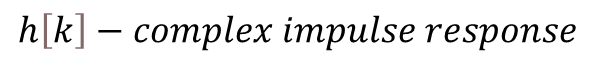 h[k] − complex impulse response